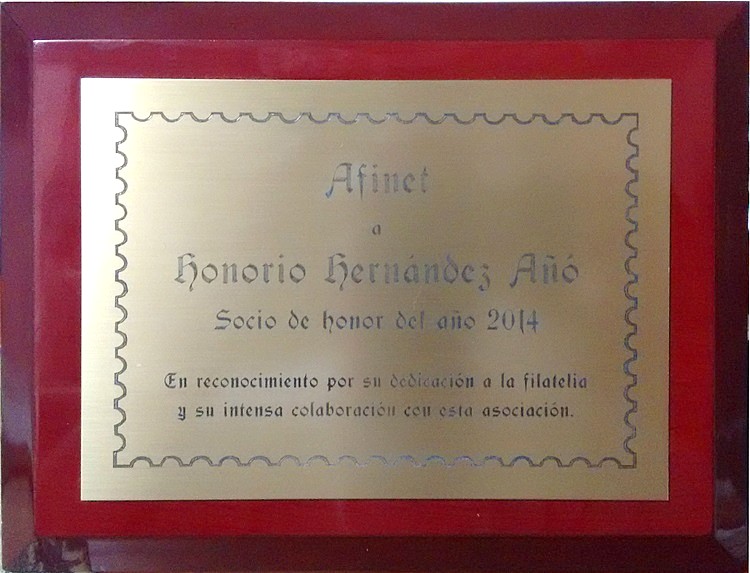 Afinet
a
Honorio Hernández Añó
Socio de honor del año 2014
En reconocimiento por su dedicación a la filatelia
y su intensa colaboración con esta asociación.